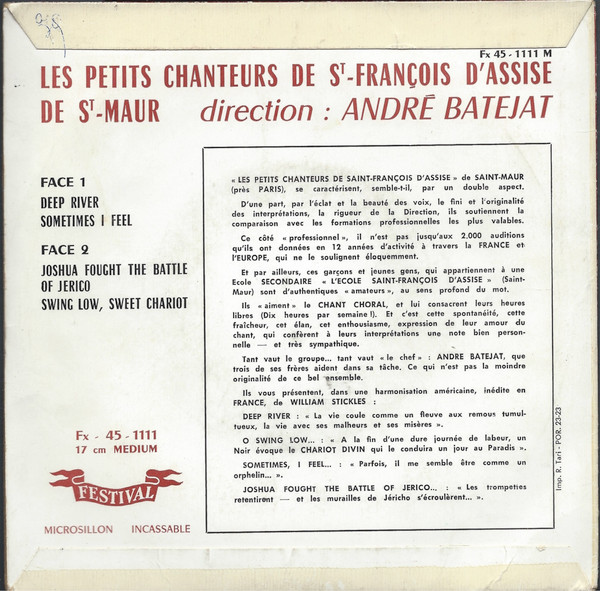 Fx 45 - 1111 M
LES PETITS CHANTEURS DE ST-FRANÇOIS D'ASSISE
DE ST-MAUR direction : ANDRÉ BATEJAT
FACE 1
DEEP RIVER
SOMETIMES I FEEL
FACE 2
JOSHUA FOUGHT THE BATTLE
OF JERICO
SWING LOW, SWEET CHARIOT
Fx - 45 - 1111
17 cm MEDIUM
FESTIVAL
MICROSILLON INCASSABLE
« LES PETITS CHANTEURS DE SAINT-FRANÇOIS D'ASSISE » de SAINT-MAUR
(près PARIS), se caractérisent, semble-t-il, par un double aspect.
D'une part, par l'éclat et la beauté des voix, le fini et l'originalité
des interprétations, la rigueur de la Direction, ils soutiennent la
comparaison avec les formations professionnelles les plus valables.
Ce côté « professionnel », il n'est pas jusqu'aux 2.000 auditions
qu'ils ont données en 12 années d'activité à travers la FRANCE et
l'EUROPE, qui ne le soulignent éloquemment.
Et par ailleurs, ces garçons et jeunes gens, qui appartiennent à une
Ecole SECONDAIRE « L'ECOLE SAINT-FRANÇOIS D'ASSISE » (Saint-
Maur) sont d'authentiques « amateurs », au sens profond du mot.
Ils « aiment » le CHANT CHORAL, et lui consacrent leurs heures
libres (Dix heures par semaine !). Et c'est cette spontanéité, cette
fraîcheur, cet élan, cet enthousiasme, expression de leur amour du
chant, qui confèrent à leurs interprétations une note bien person-
nelle — et très sympathique.
Tant vaut le groupe... tant vaut « le chef » : ANDRE BATEJAT, que
trois de ses frères aident dans sa tâche. Ce qui n'est pas la moindre
originalité de ce bel ensemble.
Ils vous présentent, dans une harmonisation américaine, inédite en
FRANCE, de WILLIAM STICKLES :
DEEP RIVER : « La vie coule comme un fleuve aux remous tumul-
tueux, la vie avec ses malheurs et ses misères ».
O SWING LOW... : « A la fin d'une dure journée de labeur, un
Noir évoque le CHARIOT DIVIN qui le conduira un jour au Paradis ».
SOMETIMES, I FEEL... : « Parfois, il me semble être comme un
orphelin... ».
JOSHUA FOUGHT THE BATTLE OF JERICO... : « Les trompettes
retentirent — et les murailles de Jéricho s'écroulèrent... ».
Imp. R. Tari - POR. 23-23